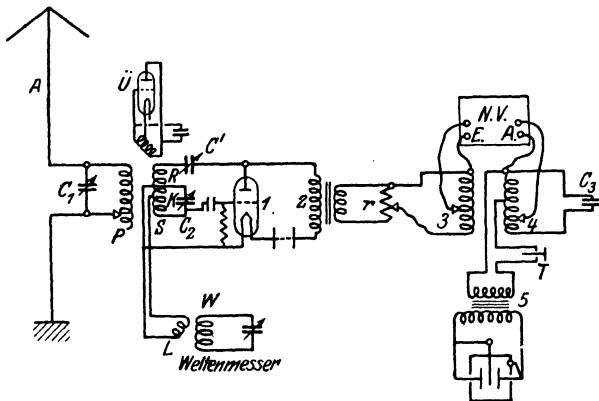 A
Ü
C'
N.V.
E. A.
C₁
R
K
P
S
C₂
1
2
r
3
4
C₃
T
L
W
5
Wellenmesser